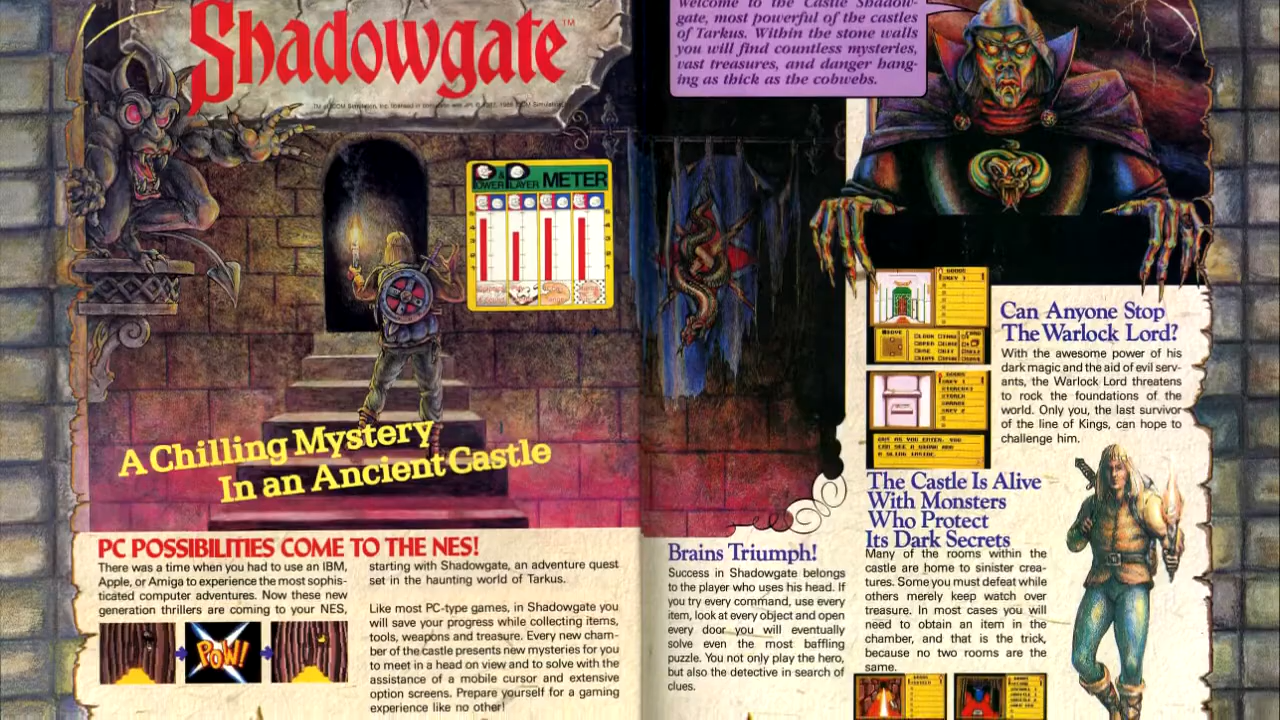 Shadowgate™
POWER & PLAYER METER
A Chilling Mystery
In an Ancient Castle
PC POSSIBILITIES COME TO THE NES!
There was a time when you had to use an IBM,
Apple, or Amiga to experience the most sophis-
ticated computer adventures. Now these new
generation thrillers are coming to your NES,
POW!
starting with Shadowgate, an adventure quest
set in the haunting world of Tarkus.
Like most PC-type games, in Shadowgate you
will save your progress while collecting items,
tools, weapons and treasure. Every new cham-
ber of the castle presents new mysteries for you
to meet in a head on view and to solve with the
assistance of a mobile cursor and extensive
option screens. Prepare yourself for a gaming
experience like no other!
Welcome to the Castle Shadow-
gate, most powerful of the castles
of Tarkus. Within the stone walls
you will find countless mysteries,
vast treasures, and danger hang-
ing as thick as the cobwebs.
Brains Triumph!
Success in Shadowgate belongs
to the player who uses his head. If
you try every command, use every
item, look at every object and open
every door you will eventually
solve even the most baffling
puzzle. You not only play the hero,
but also the detective in search of
clues.
Can Anyone Stop
The Warlock Lord?
With the awesome power of his
dark magic and the aid of evil serv-
ants, the Warlock Lord threatens
to rock the foundations of the
world. Only you, the last survivor
of the line of Kings, can hope to
challenge him.
The Castle Is Alive
With Monsters
Who Protect
Its Dark Secrets
Many of the rooms within the
castle are home to sinister crea-
tures. Some you must defeat while
others merely keep watch over
treasure. In most cases you will
need to obtain an item in the
chamber, and that is the trick,
because no two rooms are the
same.